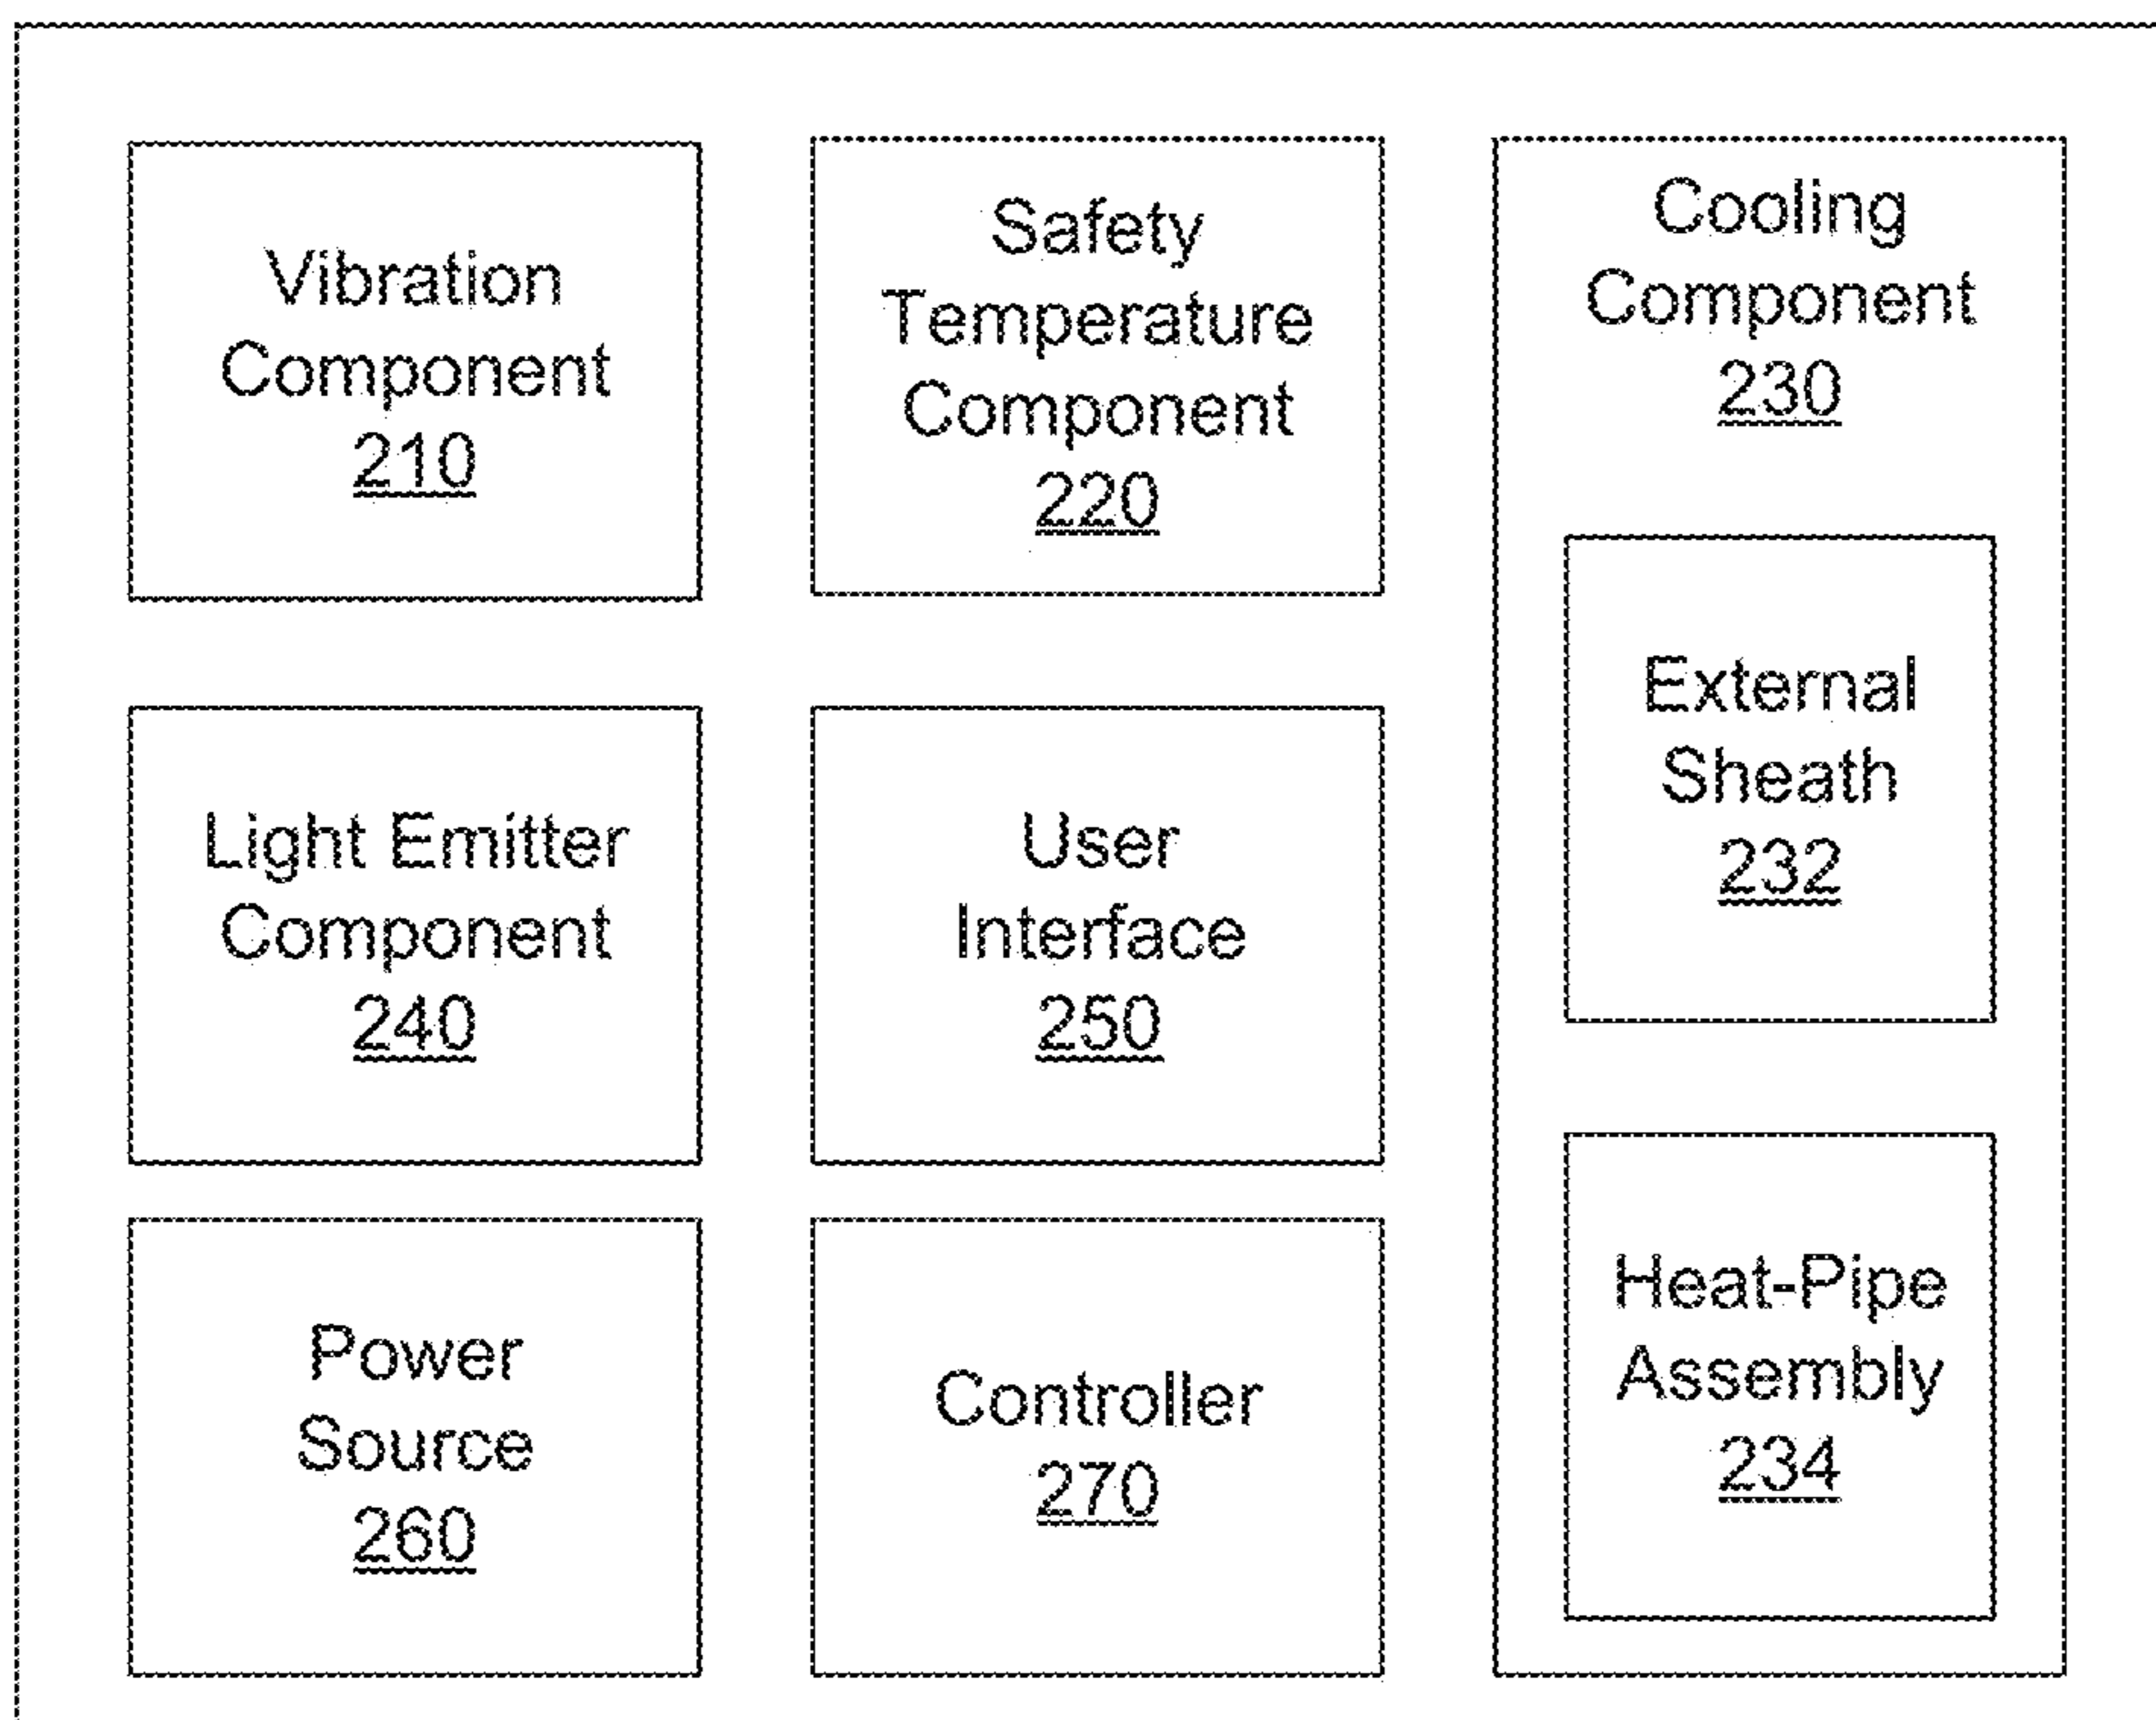 Vibration
Component
210
Safety
Temperature
Component
220
Cooling
Component
230
External
Sheath
232
Heat-Pipe
Assembly
234
Light Emitter
Component
240
User
Interface
250
Power
Source
260
Controller
270